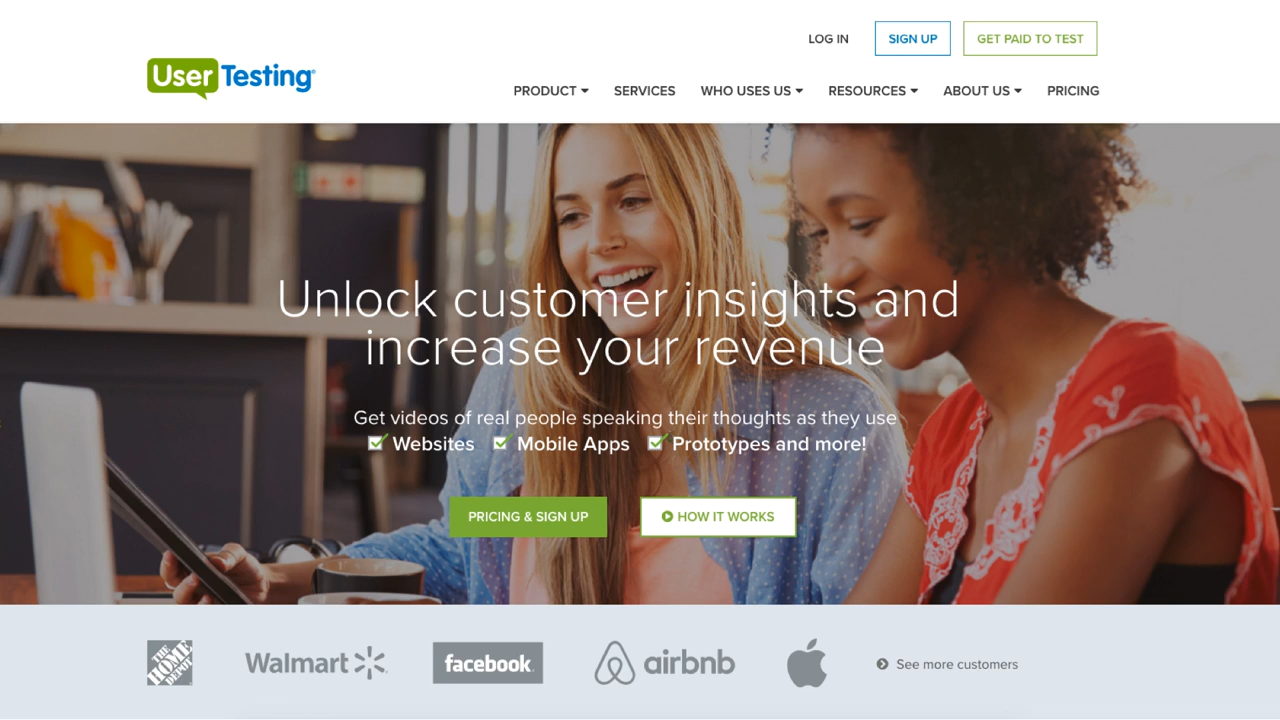 LOG IN
SIGN UP
GET PAID TO TEST
User Testing®
PRODUCT
SERVICES
WHO USES US
RESOURCES
ABOUT US
PRICING
Unlock customer insights and
increase your revenue
Get videos of real people speaking their thoughts as they use
Websites Mobile Apps Prototypes and more!
PRICING & SIGN UP
HOW IT WORKS
THE
HOME
DEPOT
Walmart
facebook
airbnb
See more customers